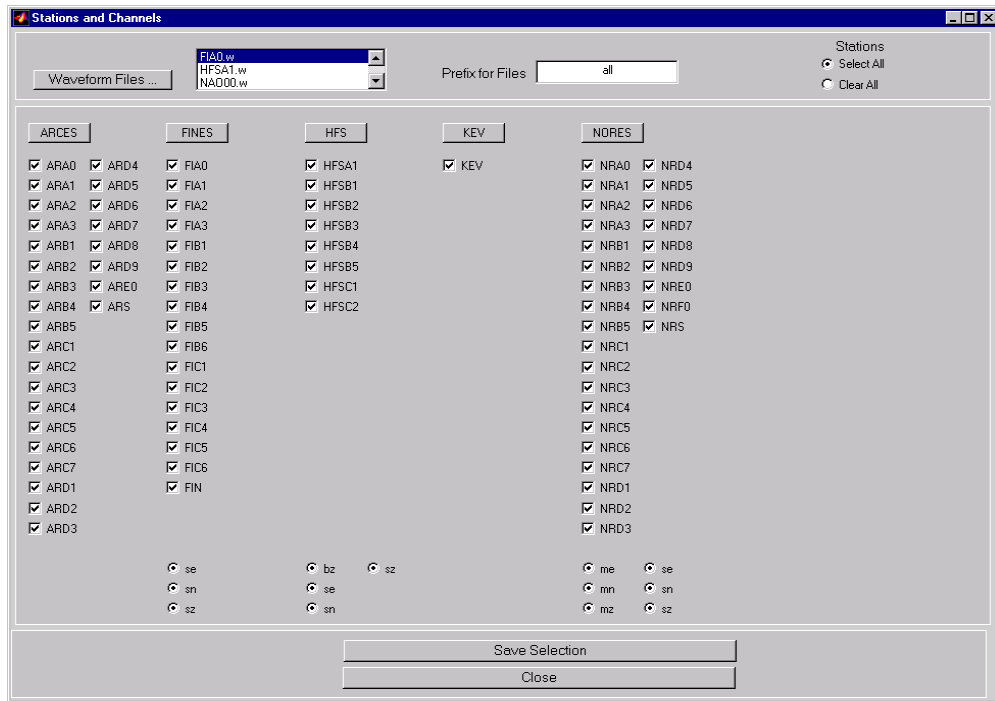 Stations and Channels
Waveform Files ...
FIA0.w
HFSA1.w
NAO00.w
Prefix for Files
all
Stations
Select All
Clear All
ARCES FINES HFS KEV NORES
ARA0 ARD4 FIA0 HFSA1 KEV NRA0 NRD4
ARA1 ARD5 FIA1 HFSB1 NRA1 NRD5
ARA2 ARD6 FIA2 HFSB2 NRA2 NRD6
ARA3 ARD7 FIA3 HFSB3 NRA3 NRD7
ARB1 ARD8 FIB1 HFSB4 NRB1 NRD8
ARB2 ARD9 FIB2 HFSB5 NRB2 NRD9
ARB3 ARE0 FIB3 HFSC1 NRB3 NRE0
ARB4 ARS FIB4 HFSC2 NRB4 NRF0
ARB5 FIB5 NRB5 NRS
ARC1 FIB6 NRC1
ARC2 FIC1 NRC2
ARC3 FIC2 NRC3
ARC4 FIC3 NRC4
ARC5 FIC4 NRC5
ARC6 FIC5 NRC6
ARC7 FIC6 NRC7
ARD1 FIN NRD1
ARD2 NRD2
ARD3 NRD3
se bz sz me se
sn se mn sn
sz sn mz sz
Save Selection
Close